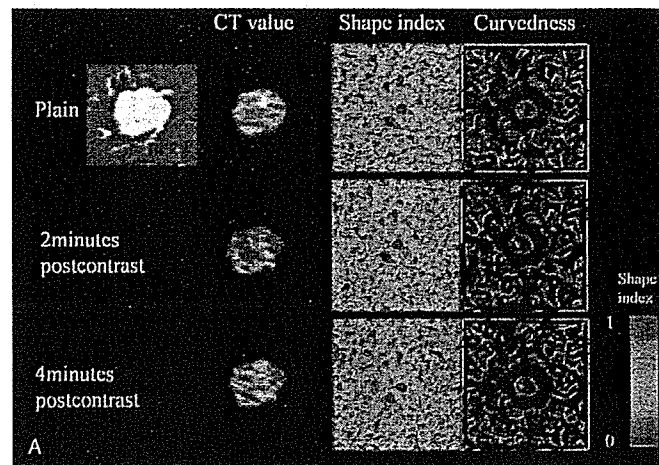 CT value Shape index Curvedness
Plain
2minutes
postcontrast
4minutes
postcontrast
Shape
index
1
0
A